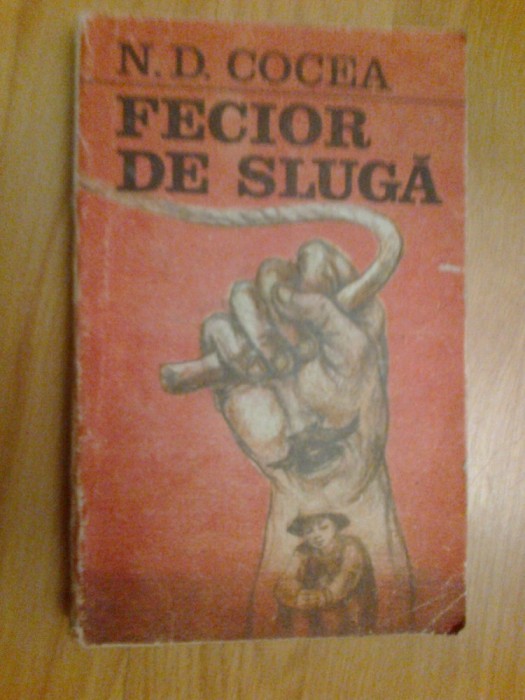 N. D. COCEA
FECIOR
DE SLUGĂ